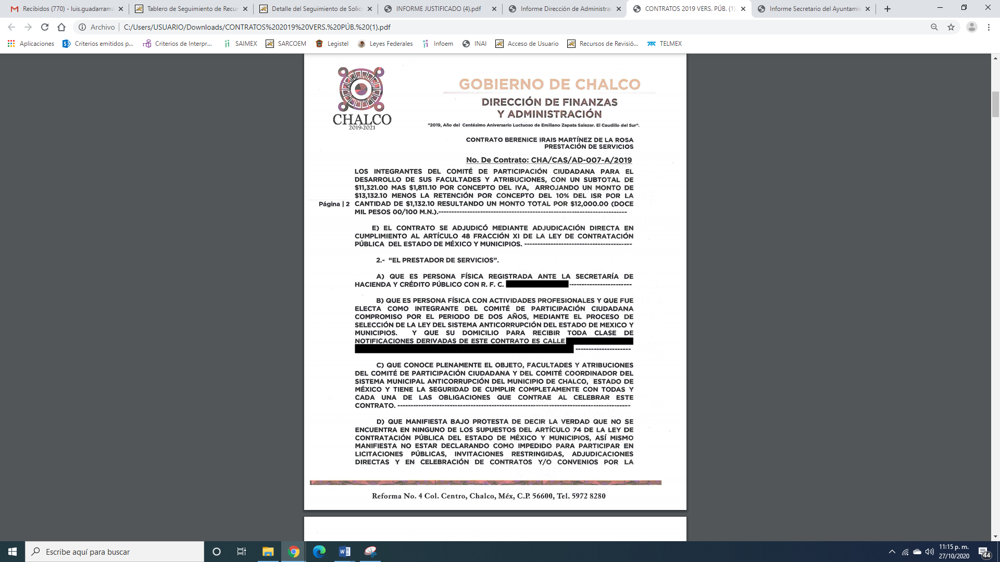 Recibidos (770) - luis.guadarrama
Tablero de Seguimiento de Recur
Detalle del Seguimiento de Solici
INFORME JUSTIFICADO (4).pdf
Informe Dirección de Administra
CONTRATOS 2019 VERS. PÚB. (1)
Informe Secretario del Ayuntamie
Archivo
C:/Users/USUARIO/Downloads/CONTRATOS%202019%20VERS.%20PÚB.%20(1).pdf
Aplicaciones
Criterios emitidos p...
Criterios de Interpr...
SAIMEX
SARCOEM
Legistel
Leyes Federales
Infoem
INAI
Acceso de Usuario
Recursos de Revisió...
TELMEX
CHALCO
2019-2021
GOBIERNO DE CHALCO
DIRECCIÓN DE FINANZAS
Y ADMINISTRACIÓN
"2019, Año del Centésimo Aniversario Luctuoso de Emiliano Zapata Salazar. El Caudillo del Sur".
CONTRATO BERENICE IRAIS MARTÍNEZ DE LA ROSA
PRESTACIÓN DE SERVICIOS
No. De Contrato: CHA/CAS/AD-007-A/2019
LOS INTEGRANTES DEL COMITÉ DE PARTICIPACIÓN CIUDADANA PARA EL
DESARROLLO DE SUS FACULTADES Y ATRIBUCIONES, CON UN SUBTOTAL DE
$11,321.00 MAS $1,811.10 POR CONCEPTO DEL IVA, ARROJANDO UN MONTO DE
$13,132.10 MENOS LA RETENCIÓN POR CONCEPTO DEL 10% DEL ISR POR LA
Página | 2 CANTIDAD DE $1,132.10 RESULTANDO UN MONTO TOTAL POR $12,000.00 (DOCE
MIL PESOS 00/100 M.N.).------------------------------------------------------------------------
E) EL CONTRATO SE ADJUDICÓ MEDIANTE ADJUDICACIÓN DIRECTA EN
CUMPLIMIENTO AL ARTÍCULO 48 FRACCIÓN XI DE LA LEY DE CONTRATACIÓN
PÚBLICA DEL ESTADO DE MÉXICO Y MUNICIPIOS. -----------------------------------------
2.- "EL PRESTADOR DE SERVICIOS".
A) QUE ES PERSONA FÍSICA REGISTRADA ANTE LA SECRETARÍA DE
HACIENDA Y CRÉDITO PÚBLICO CON R. F. C. ------------------------
B) QUE ES PERSONA FÍSICA CON ACTIVIDADES PROFESIONALES Y QUE FUE
ELECTA COMO INTEGRANTE DEL COMITÉ DE PARTICIPACIÓN CIUDADANA
COMPROMISO POR EL PERIODO DE DOS AÑOS, MEDIANTE EL PROCESO DE
SELECCIÓN DE LA LEY DEL SISTEMA ANTICORRUPCIÓN DEL ESTADO DE MEXICO Y
MUNICIPIOS. Y QUE SU DOMICILIO PARA RECIBIR TODA CLASE DE
NOTIFICACIONES DERIVADAS DE ESTE CONTRATO ES CALLE
---------------------
C) QUE CONOCE PLENAMENTE EL OBJETO, FACULTADES Y ATRIBUCIONES
DEL COMITÉ DE PARTICIPACIÓN CIUDADANA Y DEL COMITÉ COORDINADOR DEL
SISTEMA MUNICIPAL ANTICORRUPCIÓN DEL MUNICIPIO DE CHALCO, ESTADO DE
MÉXICO Y TIENE LA SEGURIDAD DE CUMPLIR COMPLETAMENTE CON TODAS Y
CADA UNA DE LAS OBLIGACIONES QUE CONTRAE AL CELEBRAR ESTE
CONTRATO. -----------------------------------------------------------------------------------------
D) QUE MANIFIESTA BAJO PROTESTA DE DECIR LA VERDAD QUE NO SE
ENCUENTRA EN NINGUNO DE LOS SUPUESTOS DEL ARTÍCULO 74 DE LA LEY DE
CONTRATACIÓN PÚBLICA DEL ESTADO DE MÉXICO Y MUNICIPIOS, ASÍ MISMO
MANIFIESTA NO ESTAR DECLARANDO COMO IMPEDIDO PARA PARTICIPAR EN
LICITACIONES PÚBLICAS, INVITACIONES RESTRINGIDAS, ADJUDICACIONES
DIRECTAS Y EN CELEBRACIÓN DE CONTRATOS Y/O CONVENIOS POR LA
Reforma No. 4 Col. Centro, Chalco, Méx, C.P. 56600, Tel. 5972 8280
Escribe aquí para buscar
11:15 p. m.
27/10/2020
44